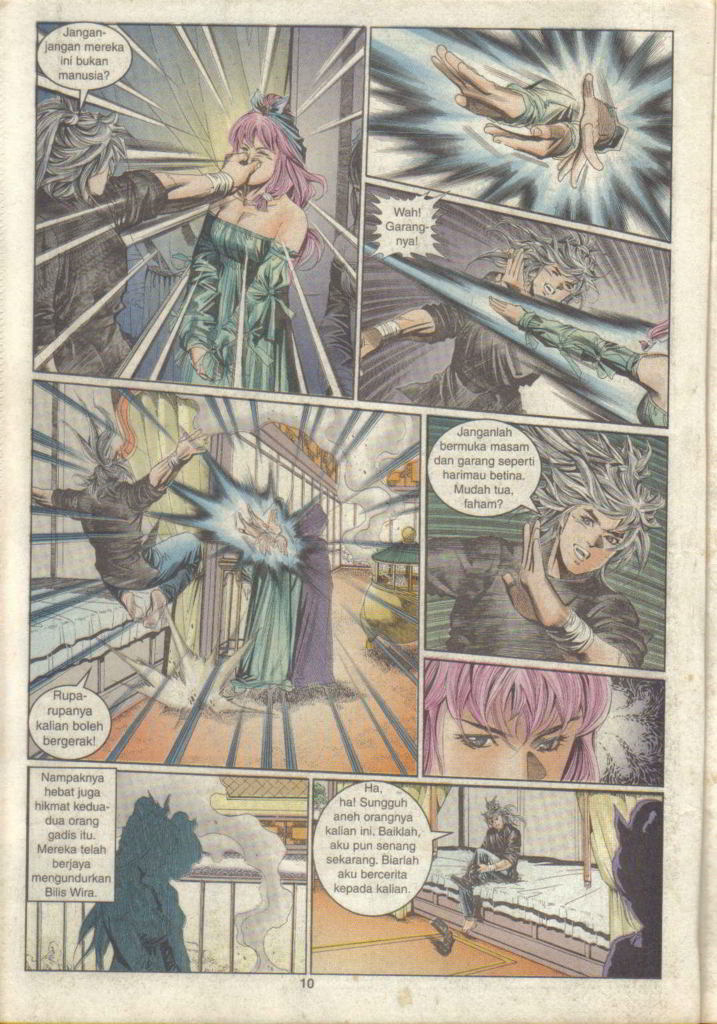 Jangan-
jangan mereka
ini bukan
manusia?
Wah!
Garang-
nya!
Rupa-
rupanya
kalian boleh
bergerak!
Janganlah
bermuka masam
dan garang seperti
harimau betina.
Mudah tua,
faham?
Nampaknya
hebat juga
hikmat kedua-
dua orang
gadis itu.
Mereka telah
berjaya
mengundurkan
Bilis Wira.
Ha,
ha! Sungguh
aneh orangnya
kalian ini. Baiklah,
aku pun senang
sekarang. Biarlah
aku bercerita
kepada kalian.
10